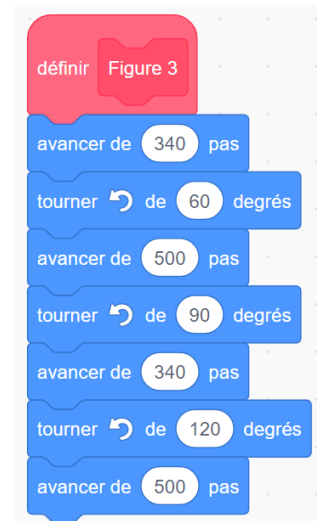 définir Figure 3
avancer de 340 pas
tourner de 60 degrés
avancer de 500 pas
tourner de 90 degrés
avancer de 340 pas
tourner de 120 degrés
avancer de 500 pas